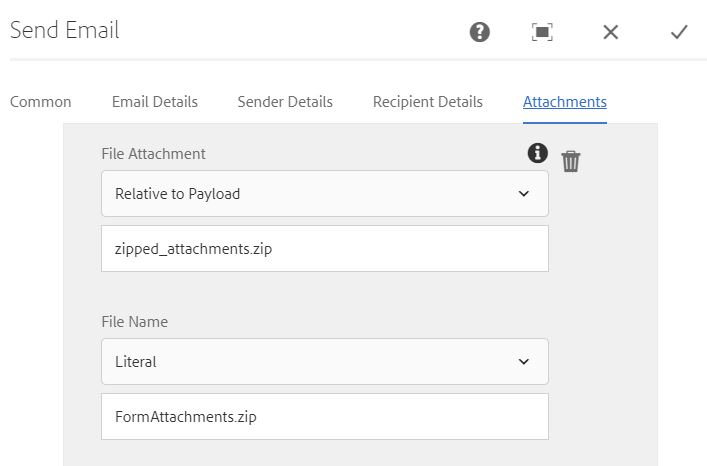 Send Email
Common Email Details Sender Details Recipient Details Attachments
File Attachment
Relative to Payload
zipped_attachments.zip
File Name
Literal
FormAttachments.zip